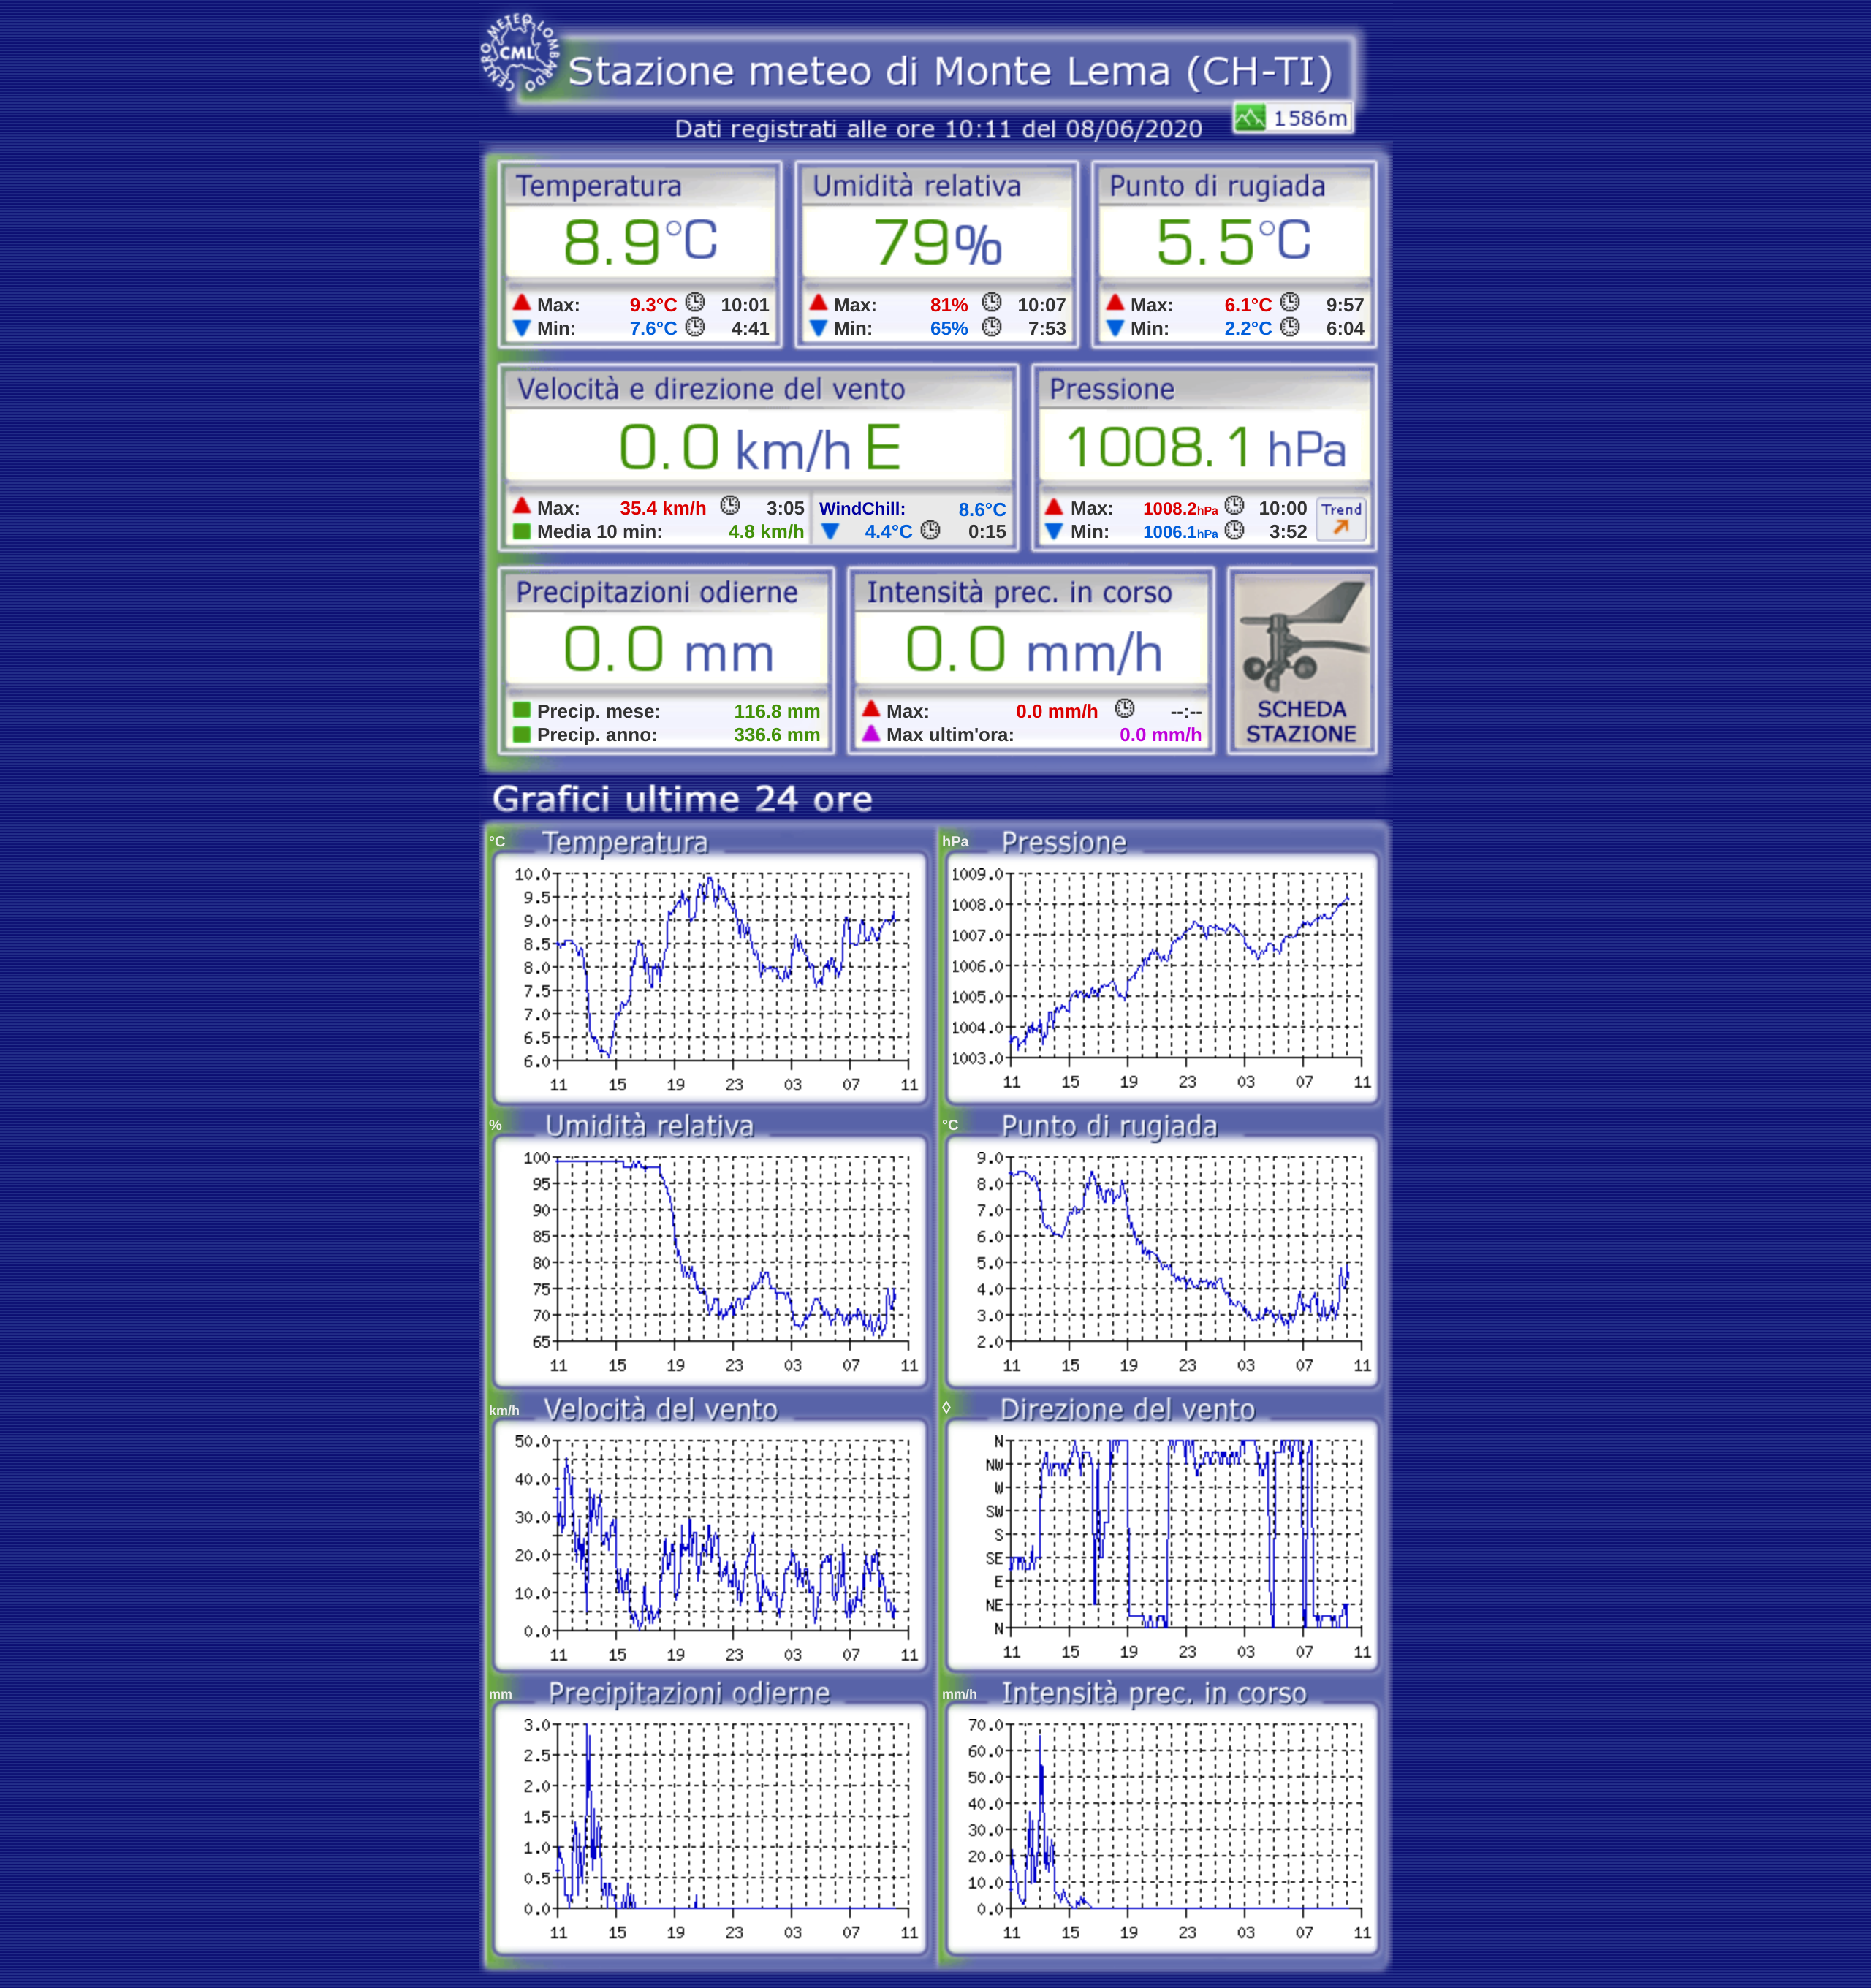 CENTRO METEO LOMBARDO
CML
Stazione meteo di Monte Lema (CH-TI)
1586m
Dati registrati alle ore 10:11 del 08/06/2020
Temperatura Umidità relativa Punto di rugiada
8.9°C 79% 5.5°C
Max: 9.3°C 10:01 Max: 81% 10:07 Max: 6.1°C 9:57
Min: 7.6°C 4:41 Min: 65% 7:53 Min: 2.2°C 6:04
Velocità e direzione del vento Pressione
0.0 km/h E 1008.1 hPa
Max: 35.4 km/h 3:05 WindChill: 8.6°C Max: 1008.2hPa 10:00 Trend
Media 10 min: 4.8 km/h 4.4°C 0:15 Min: 1006.1hPa 3:52
Precipitazioni odierne Intensità prec. in corso
0.0 mm 0.0 mm/h
Precip. mese: 116.8 mm Max: 0.0 mm/h --:-- SCHEDA
Precip. anno: 336.6 mm Max ultim'ora: 0.0 mm/h STAZIONE
Grafici ultime 24 ore
°C Temperatura
10.0
9.5
9.0
8.5
8.0
7.5
7.0
6.5
6.0
11 15 19 23 03 07 11
hPa Pressione
1009.0
1008.0
1007.0
1006.0
1005.0
1004.0
1003.0
11 15 19 23 03 07 11
% Umidità relativa
100
95
90
85
80
75
70
65
11 15 19 23 03 07 11
°C Punto di rugiada
9.0
8.0
7.0
6.0
5.0
4.0
3.0
2.0
11 15 19 23 03 07 11
km/h Velocità del vento
50.0
40.0
30.0
20.0
10.0
0.0
11 15 19 23 03 07 11
◊ Direzione del vento
N
NW
W
SW
S
SE
E
NE
N
11 15 19 23 03 07 11
mm Precipitazioni odierne
3.0
2.5
2.0
1.5
1.0
0.5
0.0
11 15 19 23 03 07 11
mm/h Intensità prec. in corso
70.0
60.0
50.0
40.0
30.0
20.0
10.0
0.0
11 15 19 23 03 07 11